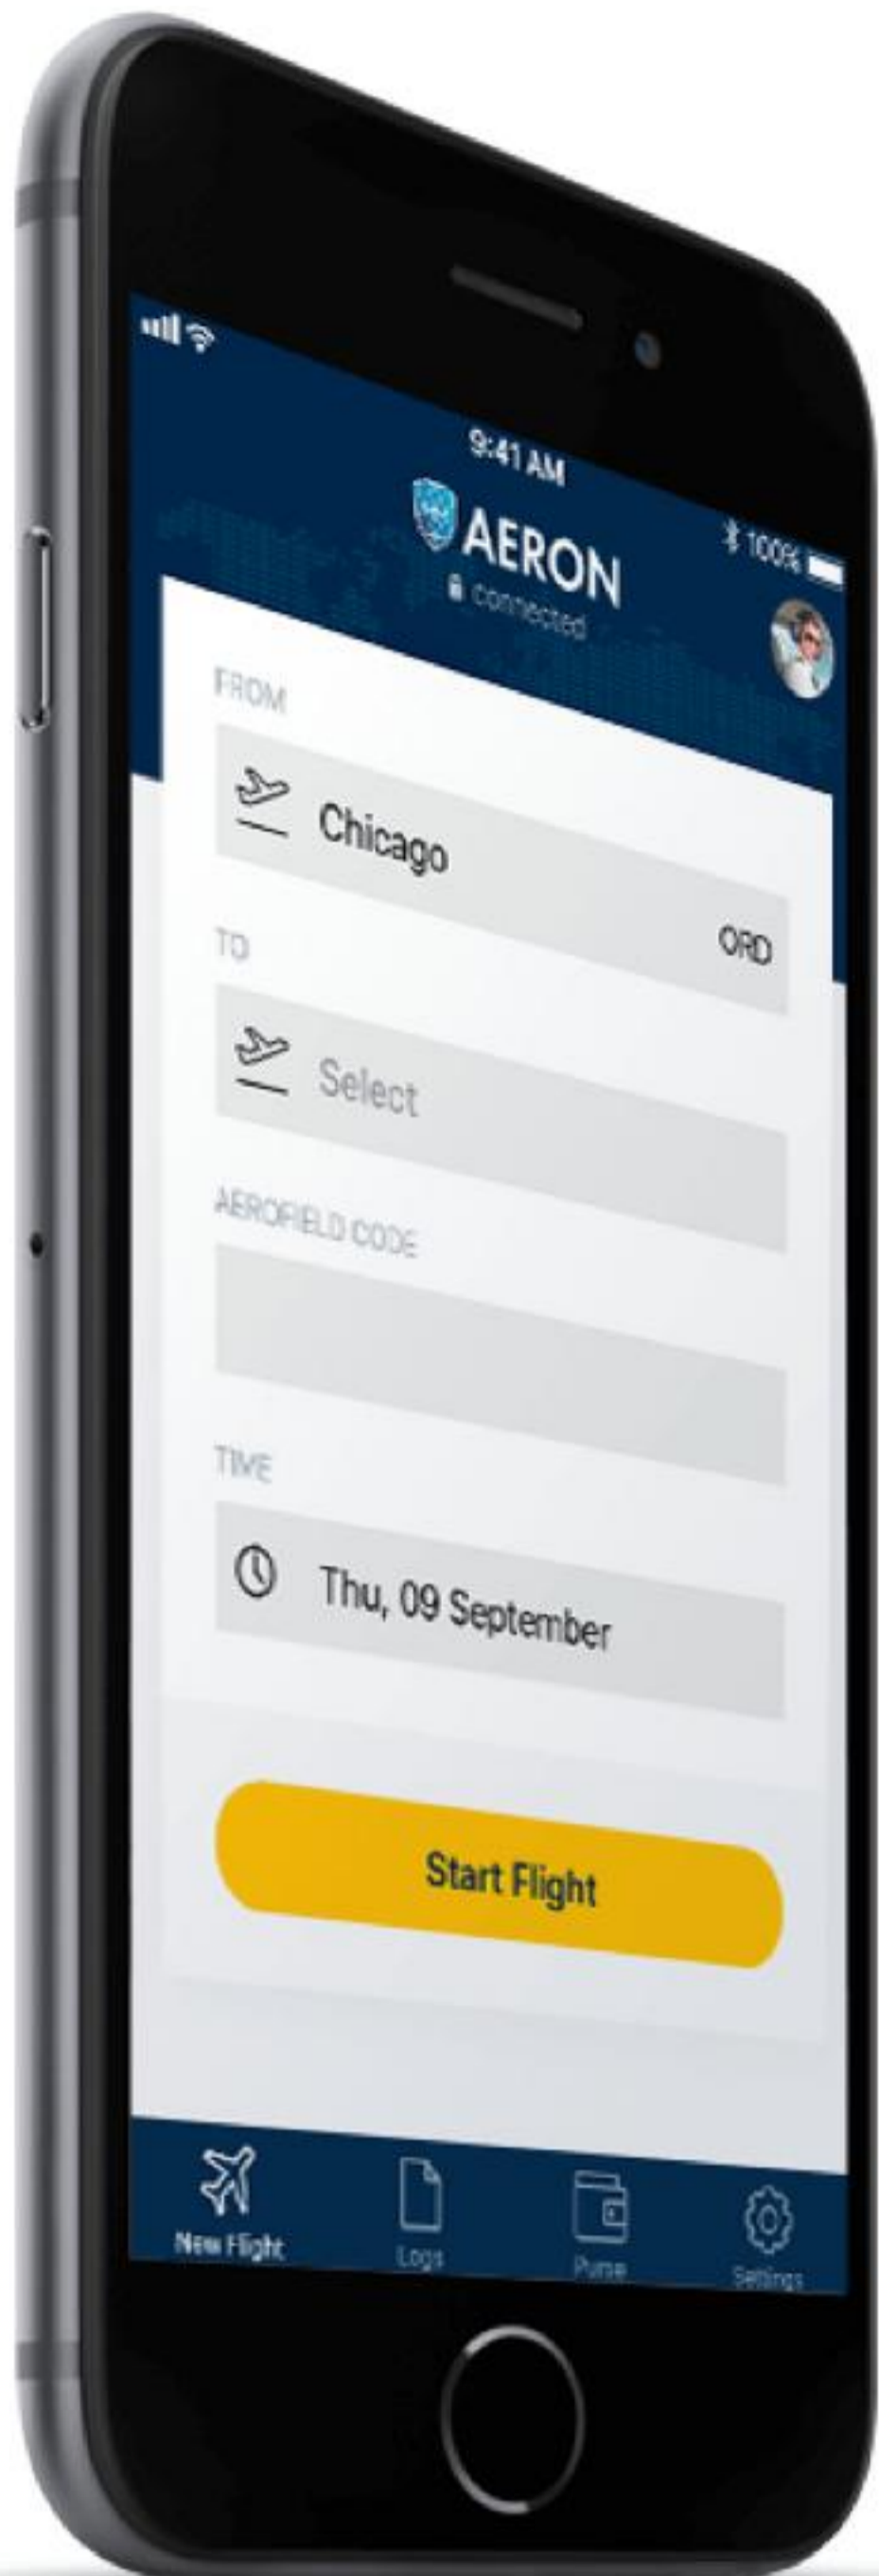 9:41 AM
100%
AERON
connected
FROM
Chicago
ORD
TO
Select
AEROFIELD CODE
TIME
Thu, 09 September
Start Flight
New Flight
Logs
Purse
Settings